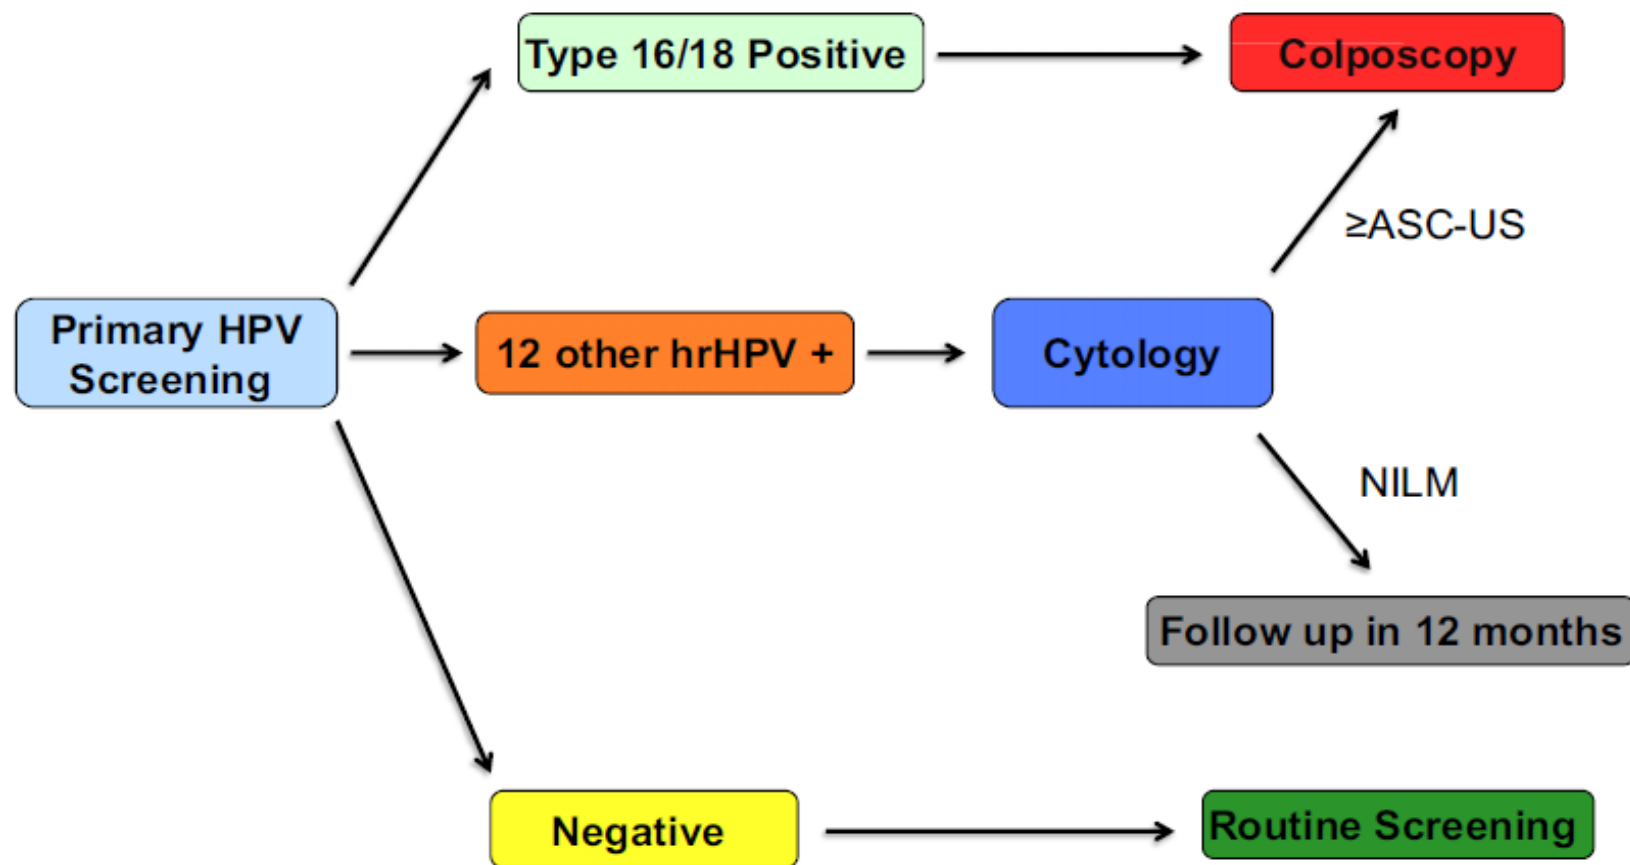 Type 16/18 Positive
Colposcopy
≥ASC-US
Primary HPV
Screening
12 other hrHPV +
Cytology
NILM
Follow up in 12 months
Negative
Routine Screening